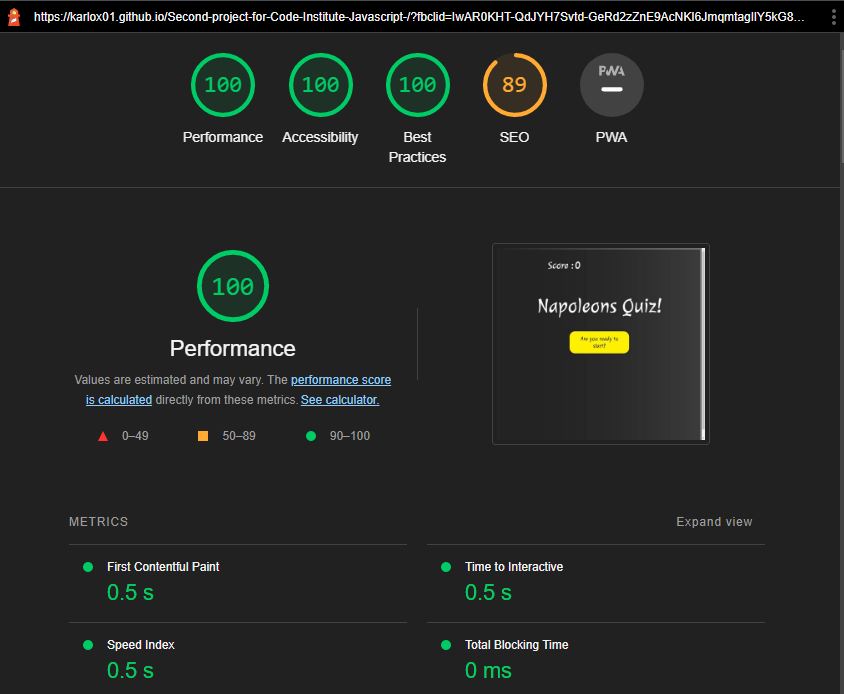 https://karlox01.github.io/Second-project-for-Code-Institute-Javascript-/?fbclid=IwAR0KHT-QdJYH7Svtd-GeRd2zZnE9AcNKl6JmqmtagIlY5kG8...
100 100 100 89 PWA
Performance Accessibility Best Practices SEO PWA
100
Performance
Values are estimated and may vary. The performance score
is calculated directly from these metrics. See calculator.
0–49 50–89 90–100
Score : 0
Napoleons Quiz!
Are you ready to
start?
METRICS Expand view
First Contentful Paint Time to Interactive
0.5 s 0.5 s
Speed Index Total Blocking Time
0.5 s 0 ms